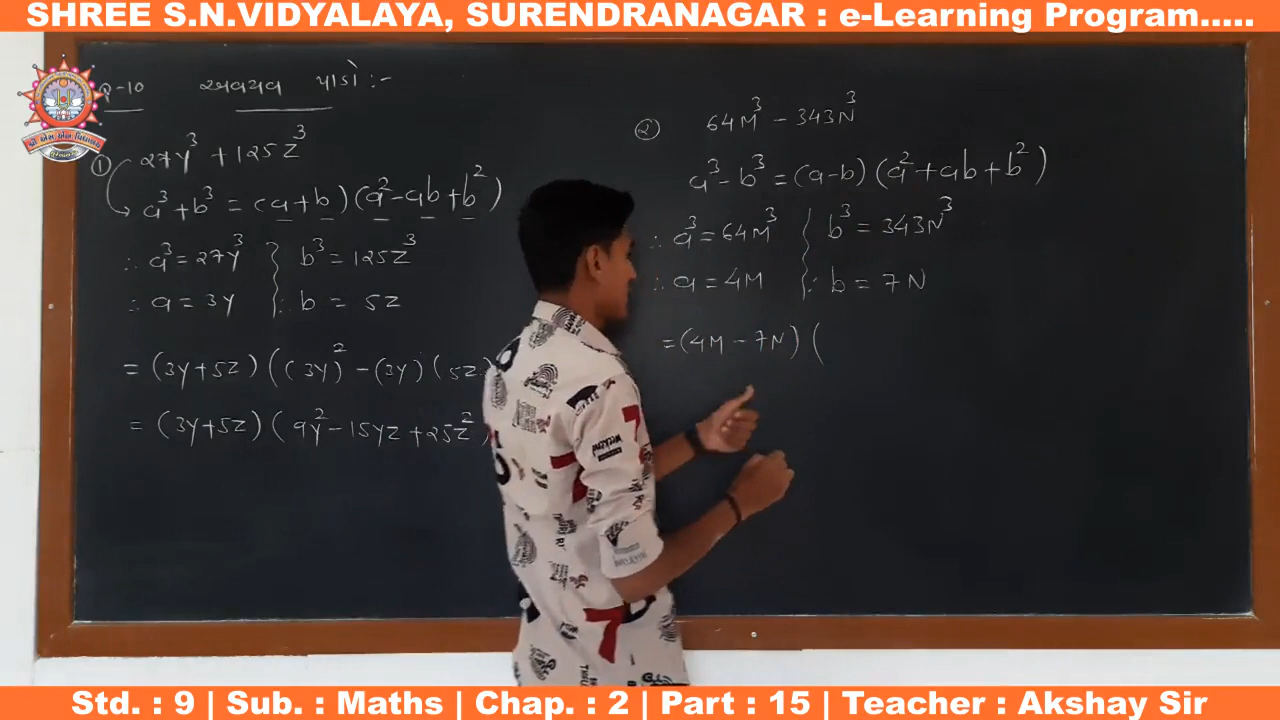 SHREE S.N.VIDYALAYA, SURENDRANAGAR : e-Learning Program.....
Q-10 અવયવ પાડો :-
① 27y³ + 125z³
a³+b³ = (a+b)(a²-ab+b²)
∴ a³ = 27y³ } b³ = 125z³
∴ a = 3y } ∴ b = 5z
= (3y+5z)((3y)² - (3y)(5z)
= (3y+5z)(9y² - 15yz + 25z²)
② 64M³ - 343N³
a³-b³ = (a-b)(a²+ab+b²)
∴ a³ = 64M³ } b³ = 343N³
∴ a = 4M } ∴ b = 7N
= (4M - 7N)(
Std. : 9 | Sub. : Maths | Chap. : 2 | Part : 15 | Teacher : Akshay Sir